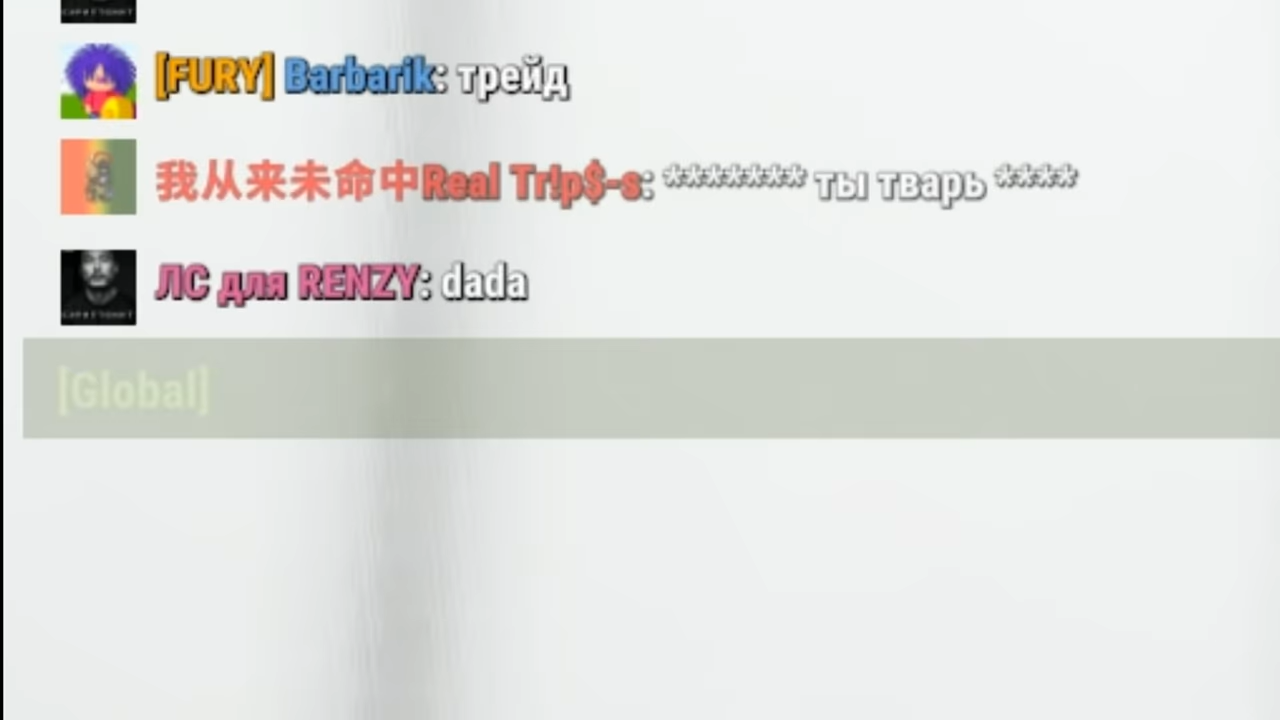 [FURY] Barbarik: трейд
我从来未命中Real Tr!p$-s: ******* ты тварь ****
ЛС для RENZY: dada
[Global]